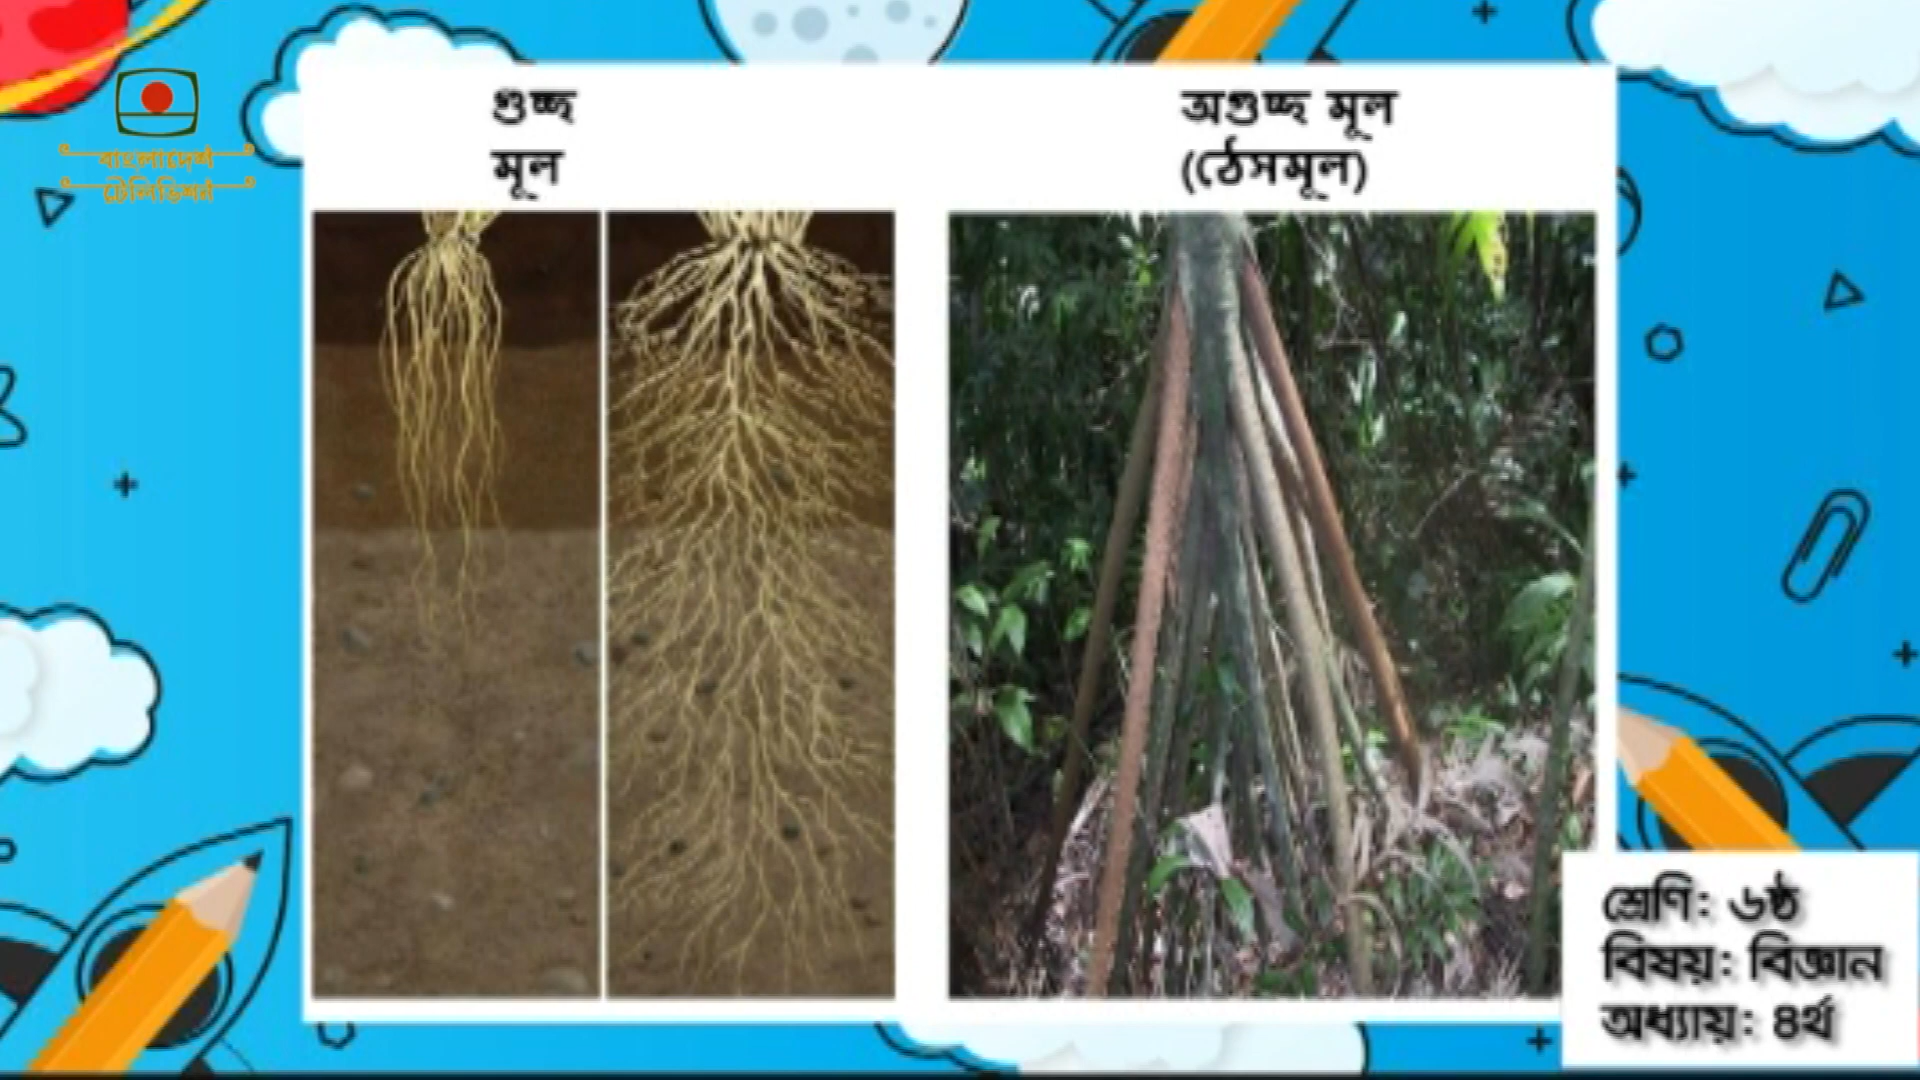 বাংলাদেশ
টেলিভিশন
গুচ্ছ
মূল
অগুচ্ছ মূল
(ঠেসমূল)
শ্রেণি: ৬ষ্ঠ
বিষয়: বিজ্ঞান
অধ্যায়: ৪র্থ